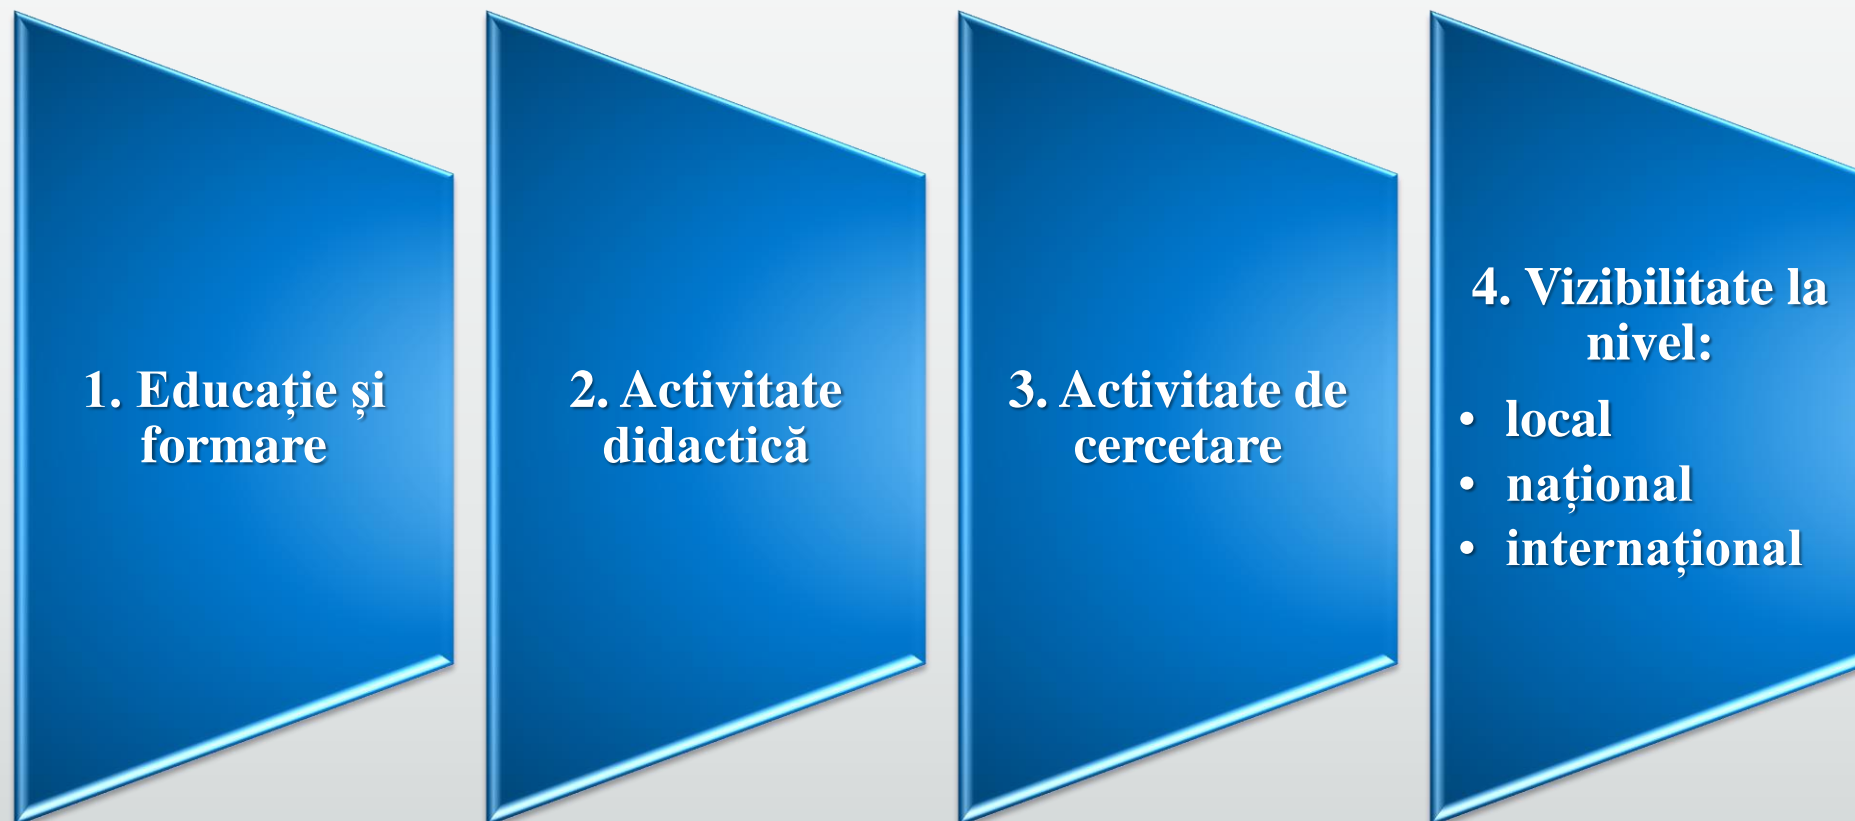 1. Educație și
formare
2. Activitate
didactică
3. Activitate de
cercetare
4. Vizibilitate la
nivel:
• local
• național
• internațional